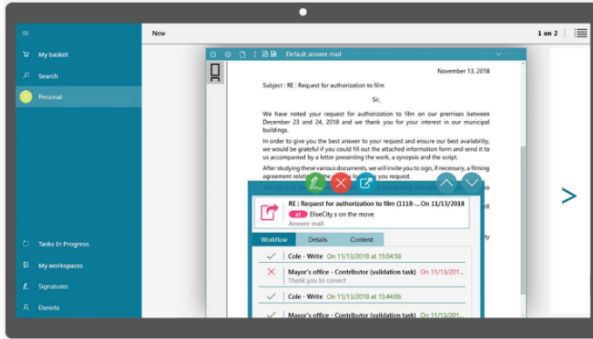 New
1 on 2
My basket
Search
Personal
Tasks In Progress
My workspaces
Signatures
Daniels
Default answer mail
November 13, 2018
Subject : RE : Request for authorization to film
Sir,
We have noted your request for authorization to film on our premises between
December 23 and 24, 2018 and we thank you for your interest in our municipal
buildings.
In order to give you the best answer to your request and ensure our best availability,
we would be grateful if you could fill out the attached information form and send it to
us accompanied by a letter presenting the work, a synopsis and the script.
After studying these various documents, we will invite you to sign, if necessary, a filming
agreement you request.
RE : Request for authorization to film (1118-... On 11/13/2018
EliseCity s on the move
Answer mail
Workflow Details Content
Cole - Write On 11/13/2018 at 15:04:58
Mayor's office - Contributor (validation task) On 11/13/201...
Thank you to correct
Cole - Write On 11/13/2018 at 15:44:06
Mayor's office - Contributor (validation task) On 11/13/201...